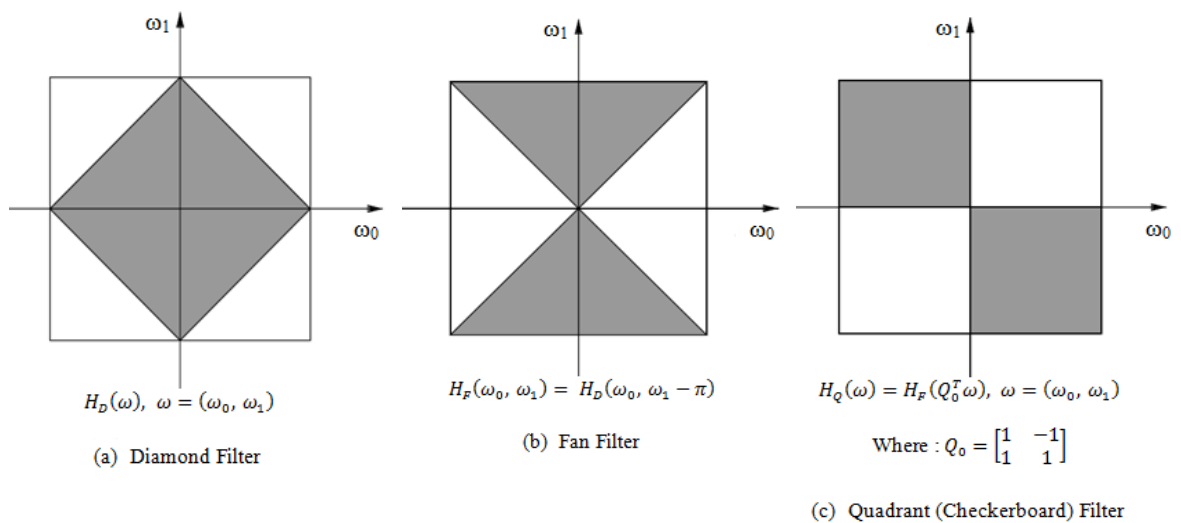 ω₁
ω₀
H_D(ω), ω = (ω₀, ω₁)
(a) Diamond Filter
ω₁
ω₀
H_F(ω₀, ω₁) = H_D(ω₀, ω₁ − π)
(b) Fan Filter
ω₁
ω₀
H_Q(ω) = H_F(Q₀ᵀω), ω = (ω₀, ω₁)
Where : Q₀ = [1 −1
1 1]
(c) Quadrant (Checkerboard) Filter